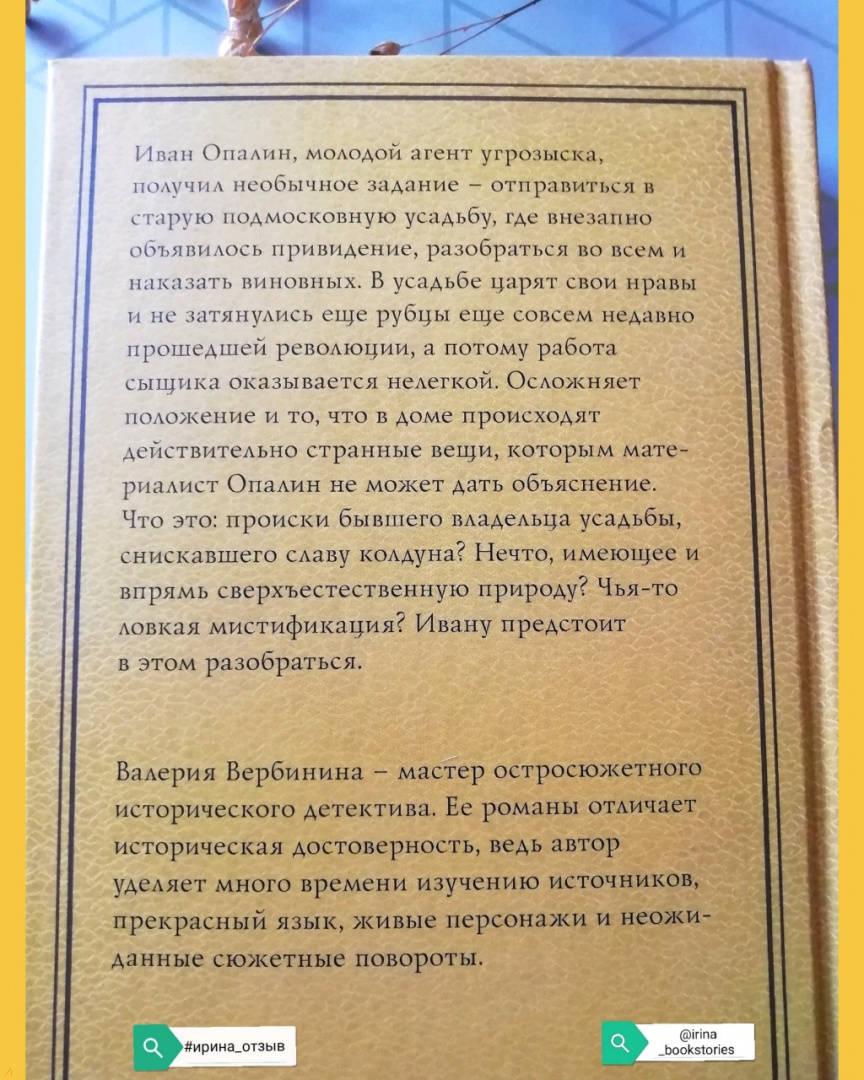 Иван Опалин, молодой агент угрозыска,
получил необычное задание – отправиться в
старую подмосковную усадьбу, где внезапно
объявилось привидение, разобраться во всем и
наказать виновных. В усадьбе царят свои нравы
и не затянулись еще рубцы еще совсем недавно
прошедшей революции, а потому работа
сыщика оказывается нелегкой. Осложняет
положение и то, что в доме происходят
действительно странные вещи, которым мате-
риалист Опалин не может дать объяснение.
Что это: происки бывшего владельца усадьбы,
снискавшего славу колдуна? Нечто, имеющее и
впрямь сверхъестественную природу? Чья-то
ловкая мистификация? Ивану предстоит
в этом разобраться.
Валерия Вербинина – мастер остросюжетного
исторического детектива. Ее романы отличает
историческая достоверность, ведь автор
уделяет много времени изучению источников,
прекрасный язык, живые персонажи и неожи-
данные сюжетные повороты.
#ирина_отзыв
@irina
_bookstories